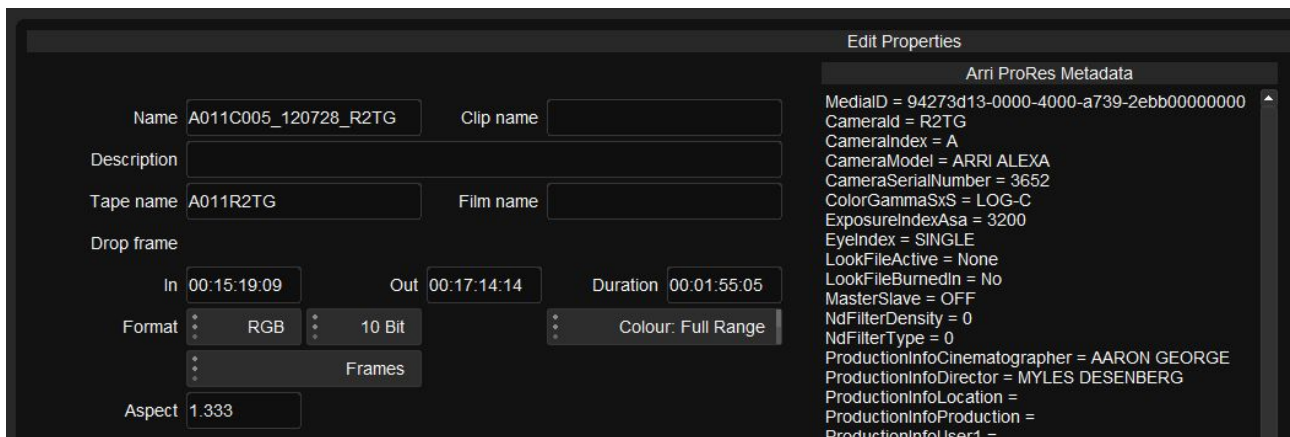 Edit Properties
Name A011C005_120728_R2TG Clip name
Description
Tape name A011R2TG Film name
Drop frame
In 00:15:19:09 Out 00:17:14:14 Duration 00:01:55:05
Format RGB 10 Bit Colour: Full Range
Frames
Aspect 1.333
Arri ProRes Metadata
MediaID = 94273d13-0000-4000-a739-2ebb00000000
CameraId = R2TG
CameraIndex = A
CameraModel = ARRI ALEXA
CameraSerialNumber = 3652
ColorGammaSxS = LOG-C
ExposureIndexAsa = 3200
EyeIndex = SINGLE
LookFileActive = None
LookFileBurnedIn = No
MasterSlave = OFF
NdFilterDensity = 0
NdFilterType = 0
ProductionInfoCinematographer = AARON GEORGE
ProductionInfoDirector = MYLES DESENBERG
ProductionInfoLocation =
ProductionInfoProduction =
ProductionInfoUser1 =